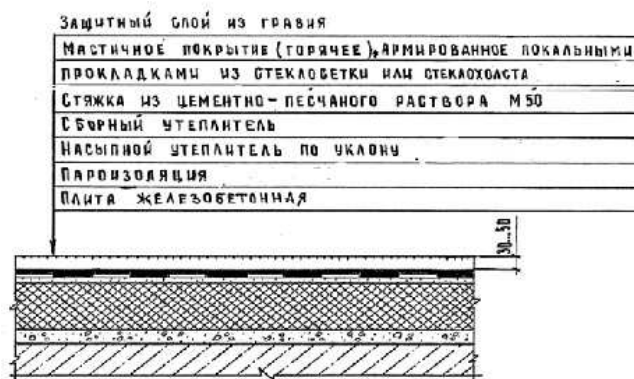 Защитный слой из гравия
Мастичное покрытие (горячее), армированное локальными
прокладками из стеклосетки или стеклохолста
Стяжка из цементно-песчаного раствора М50
Сборный утеплитель
Насыпной утеплитель по уклону
Пароизоляция
Плита железобетонная
30...50